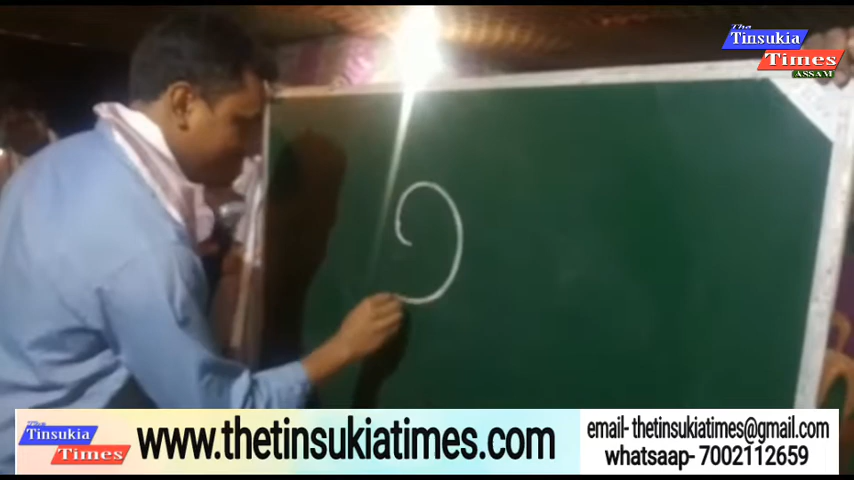 The
Tinsukia
Times
ASSAM
The
Tinsukia
Times
www.thetinsukiatimes.com
email- thetinsukiatimes@gmail.com
whatsaap- 7002112659